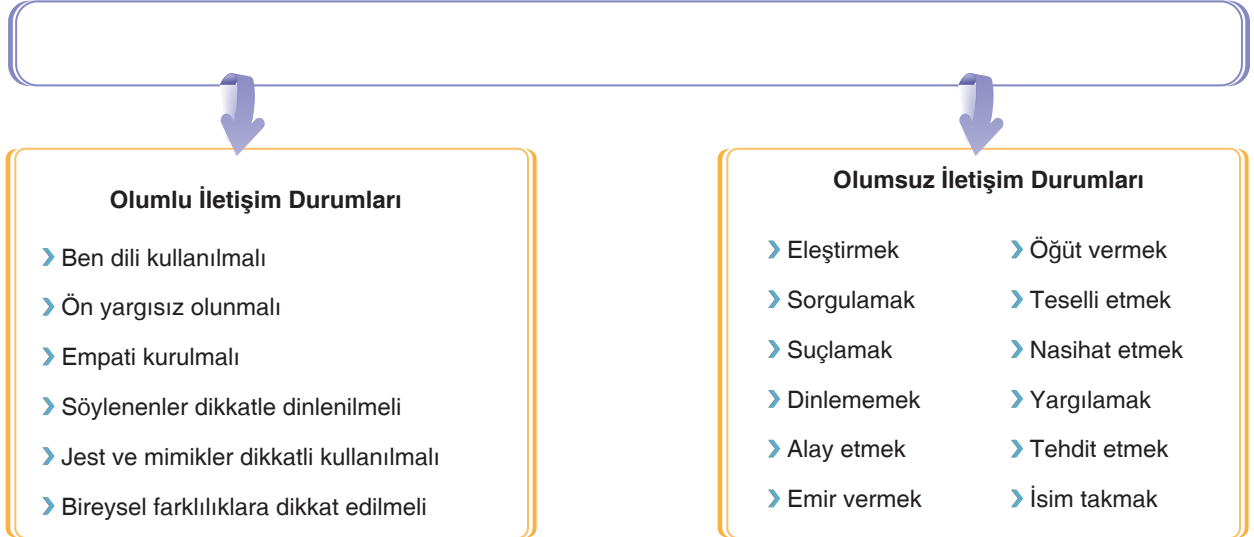 Olumlu İletişim Durumları
❯ Ben dili kullanılmalı
❯ Ön yargısız olunmalı
❯ Empati kurulmalı
❯ Söylenenler dikkatle dinlenilmeli
❯ Jest ve mimikler dikkatli kullanılmalı
❯ Bireysel farklılıklara dikkat edilmeli
Olumsuz İletişim Durumları
❯ Eleştirmek
❯ Sorgulamak
❯ Suçlamak
❯ Dinlememek
❯ Alay etmek
❯ Emir vermek
❯ Öğüt vermek
❯ Teselli etmek
❯ Nasihat etmek
❯ Yargılamak
❯ Tehdit etmek
❯ İsim takmak